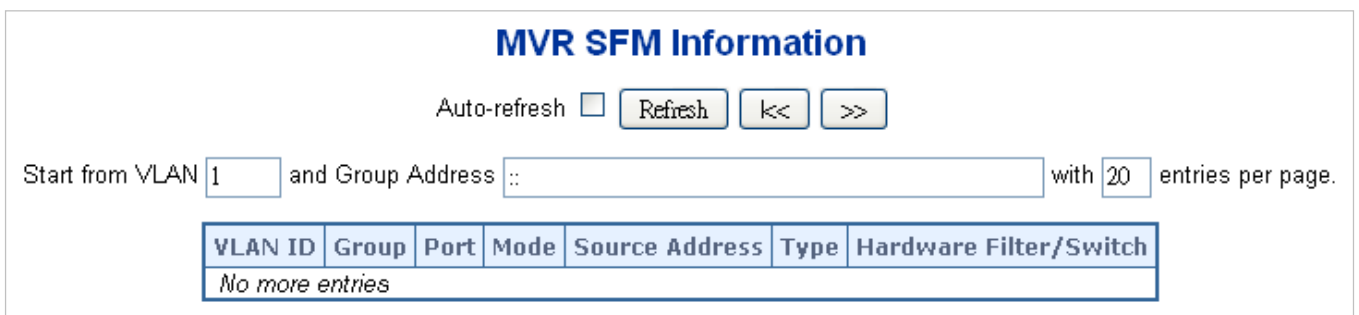 MVR SFM Information
Auto-refresh Refresh |<< >>
Start from VLAN 1 and Group Address :: with 20 entries per page.
VLAN ID Group Port Mode Source Address Type Hardware Filter/Switch
No more entries